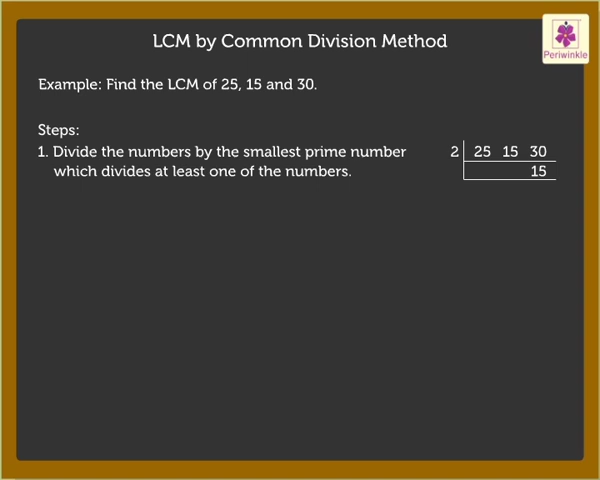 LCM by Common Division Method
Periwinkle
Example: Find the LCM of 25, 15 and 30.
Steps:
1. Divide the numbers by the smallest prime number
which divides at least one of the numbers.
2 25 15 30
15